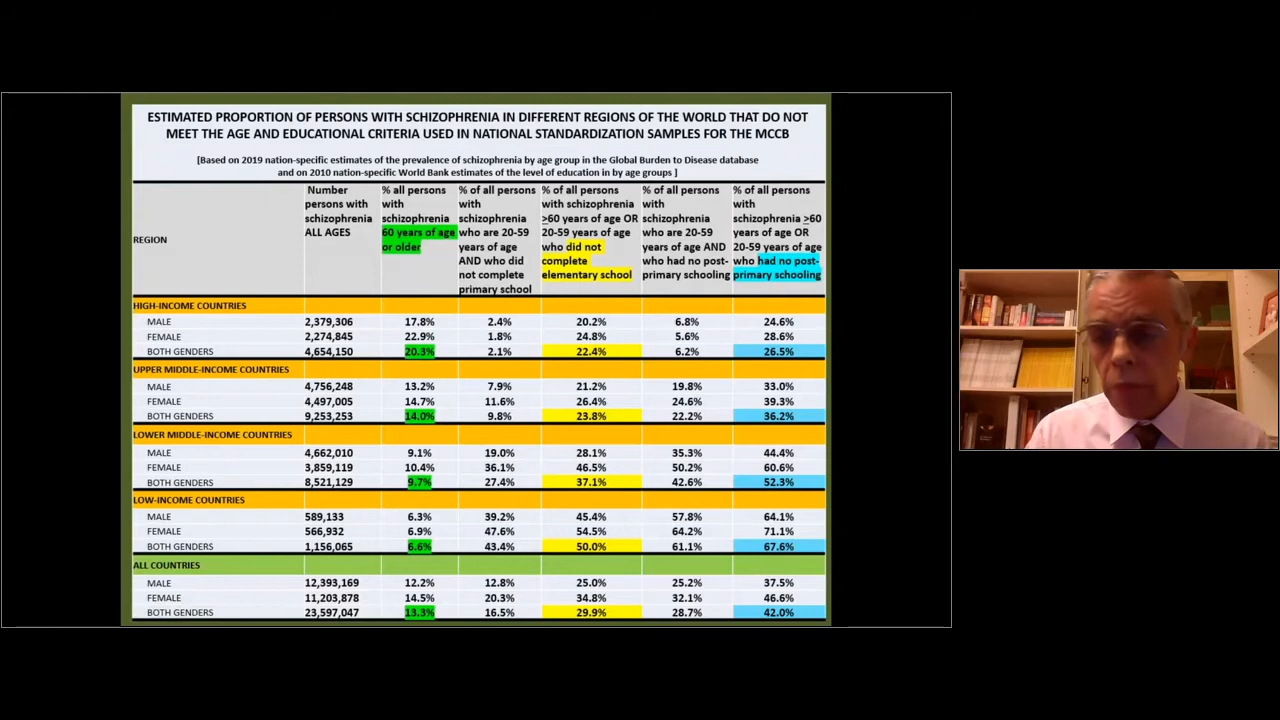 ESTIMATED PROPORTION OF PERSONS WITH SCHIZOPHRENIA IN DIFFERENT REGIONS OF THE WORLD THAT DO NOT
MEET THE AGE AND EDUCATIONAL CRITERIA USED IN NATIONAL STANDARDIZATION SAMPLES FOR THE MCCB
[Based on 2019 nation-specific estimates of the prevalence of schizophrenia by age group in the Global Burden to Disease database
and on 2010 nation-specific World Bank estimates of the level of education in by age groups ]
REGION
Number
persons with
schizophrenia
ALL AGES
% all persons
with
schizophrenia
60 years of age
or older
% of all persons
with
schizophrenia
who are 20-59
years of age
AND who did
not complete
primary school
% of all persons
with schizophrenia
>60 years of age OR
20-59 years of age
who did not
complete
elementary school
% of all persons
with
schizophrenia
who are 20-59
years of age AND
who had no post-
primary schooling
% of all persons
with
schizophrenia >60
years of age OR
20-59 years of age
who had no post-
primary schooling
HIGH-INCOME COUNTRIES
MALE 2,379,306 17.8% 2.4% 20.2% 6.8% 24.6%
FEMALE 2,274,845 22.9% 1.8% 24.8% 5.6% 28.6%
BOTH GENDERS 4,654,150 20.3% 2.1% 22.4% 6.2% 26.5%
UPPER MIDDLE-INCOME COUNTRIES
MALE 4,756,248 13.2% 7.9% 21.2% 19.8% 33.0%
FEMALE 4,497,005 14.7% 11.6% 26.4% 24.6% 39.3%
BOTH GENDERS 9,253,253 14.0% 9.8% 23.8% 22.2% 36.2%
LOWER MIDDLE-INCOME COUNTRIES
MALE 4,662,010 9.1% 19.0% 28.1% 35.3% 44.4%
FEMALE 3,859,119 10.4% 36.1% 46.5% 50.2% 60.6%
BOTH GENDERS 8,521,129 9.7% 27.4% 37.1% 42.6% 52.3%
LOW-INCOME COUNTRIES
MALE 589,133 6.3% 39.2% 45.4% 57.8% 64.1%
FEMALE 566,932 6.9% 47.6% 54.5% 64.2% 71.1%
BOTH GENDERS 1,156,065 6.6% 43.4% 50.0% 61.1% 67.6%
ALL COUNTRIES
MALE 12,393,169 12.2% 12.8% 25.0% 25.2% 37.5%
FEMALE 11,203,878 14.5% 20.3% 34.8% 32.1% 46.6%
BOTH GENDERS 23,597,047 13.3% 16.5% 29.9% 28.7% 42.0%